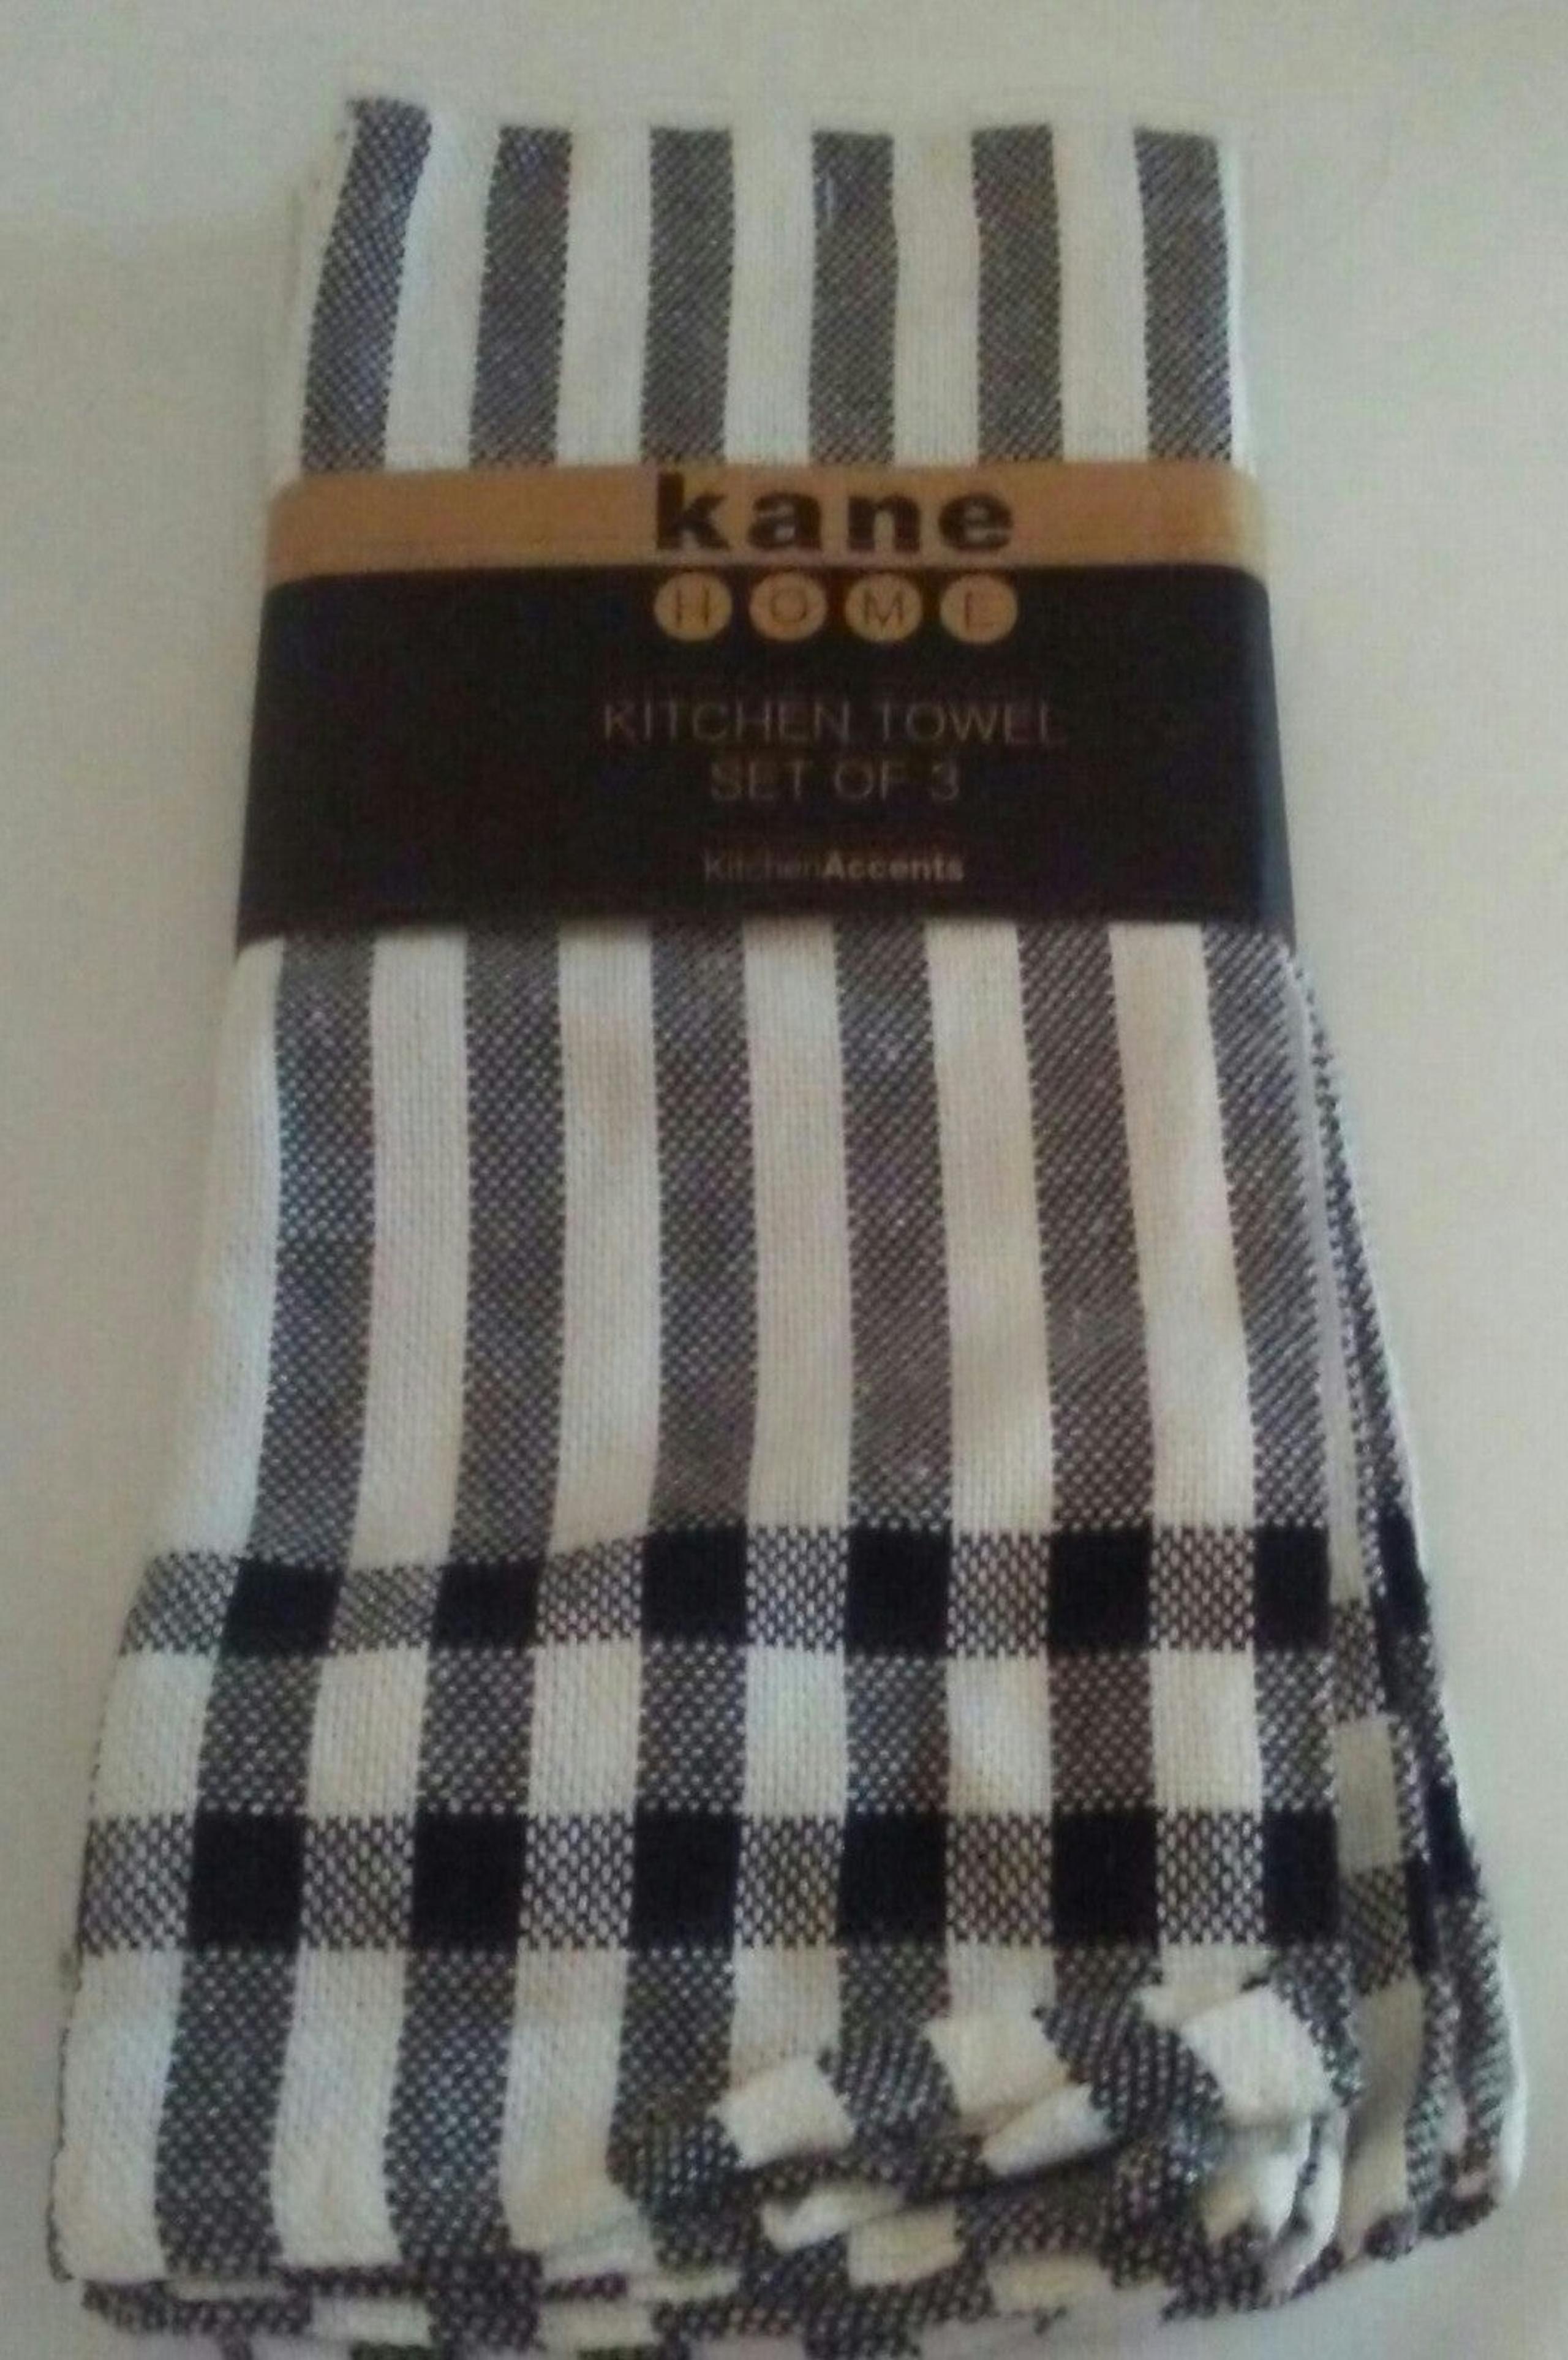 kane
HOME
KITCHEN TOWEL
SET OF 3
KitchenAccents